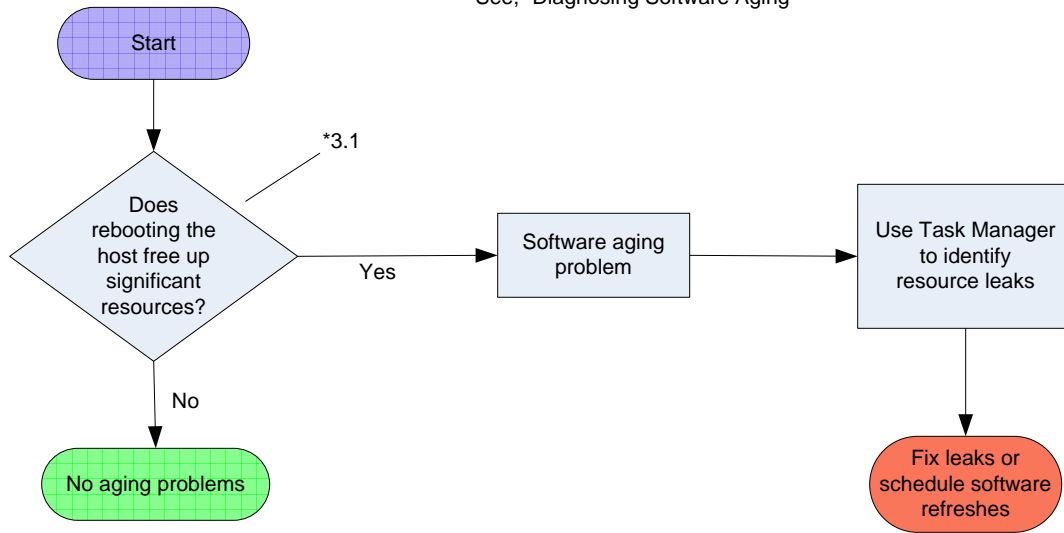 See, "Diagnosing Software Aging"
Start
*3.1
Does
rebooting the
host free up
significant
resources?
Yes
Software aging
problem
Use Task Manager
to identify
resource leaks
No
No aging problems
Fix leaks or
schedule software
refreshes